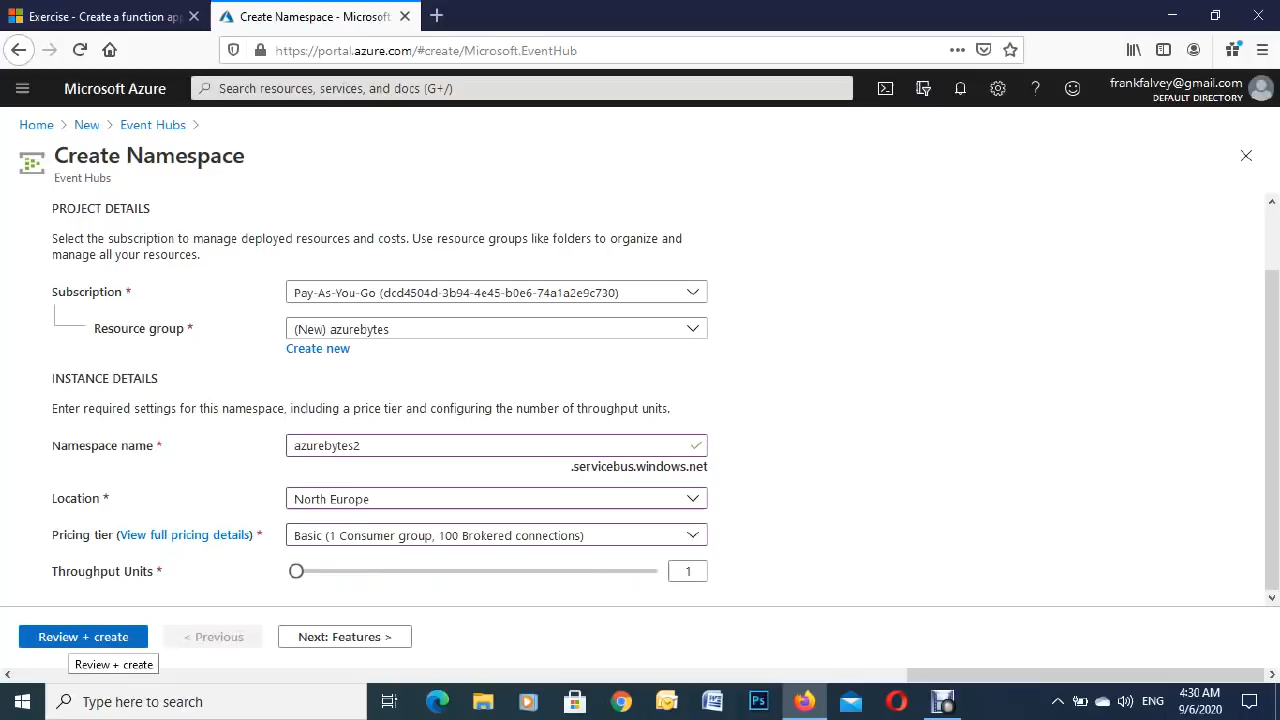 Exercise - Create a function ap
Create Namespace - Microsoft
https://portal.azure.com/#create/Microsoft.EventHub
Microsoft Azure
Search resources, services, and docs (G+/)
frankfalvey@gmail.com
DEFAULT DIRECTORY
Home > New > Event Hubs >
Create Namespace
Event Hubs
PROJECT DETAILS
Select the subscription to manage deployed resources and costs. Use resource groups like folders to organize and
manage all your resources.
Subscription *
Pay-As-You-Go (dcd4504d-3b94-4e45-b0e6-74a1a2e9c730)
Resource group *
(New) azurebytes
Create new
INSTANCE DETAILS
Enter required settings for this namespace, including a price tier and configuring the number of throughput units.
Namespace name *
azurebytes2
.servicebus.windows.net
Location *
North Europe
Pricing tier (View full pricing details) *
Basic (1 Consumer group, 100 Brokered connections)
Throughput Units *
1
Review + create
< Previous
Next: Features >
Review + create
Type here to search
ENG
4:30 AM
9/6/2020